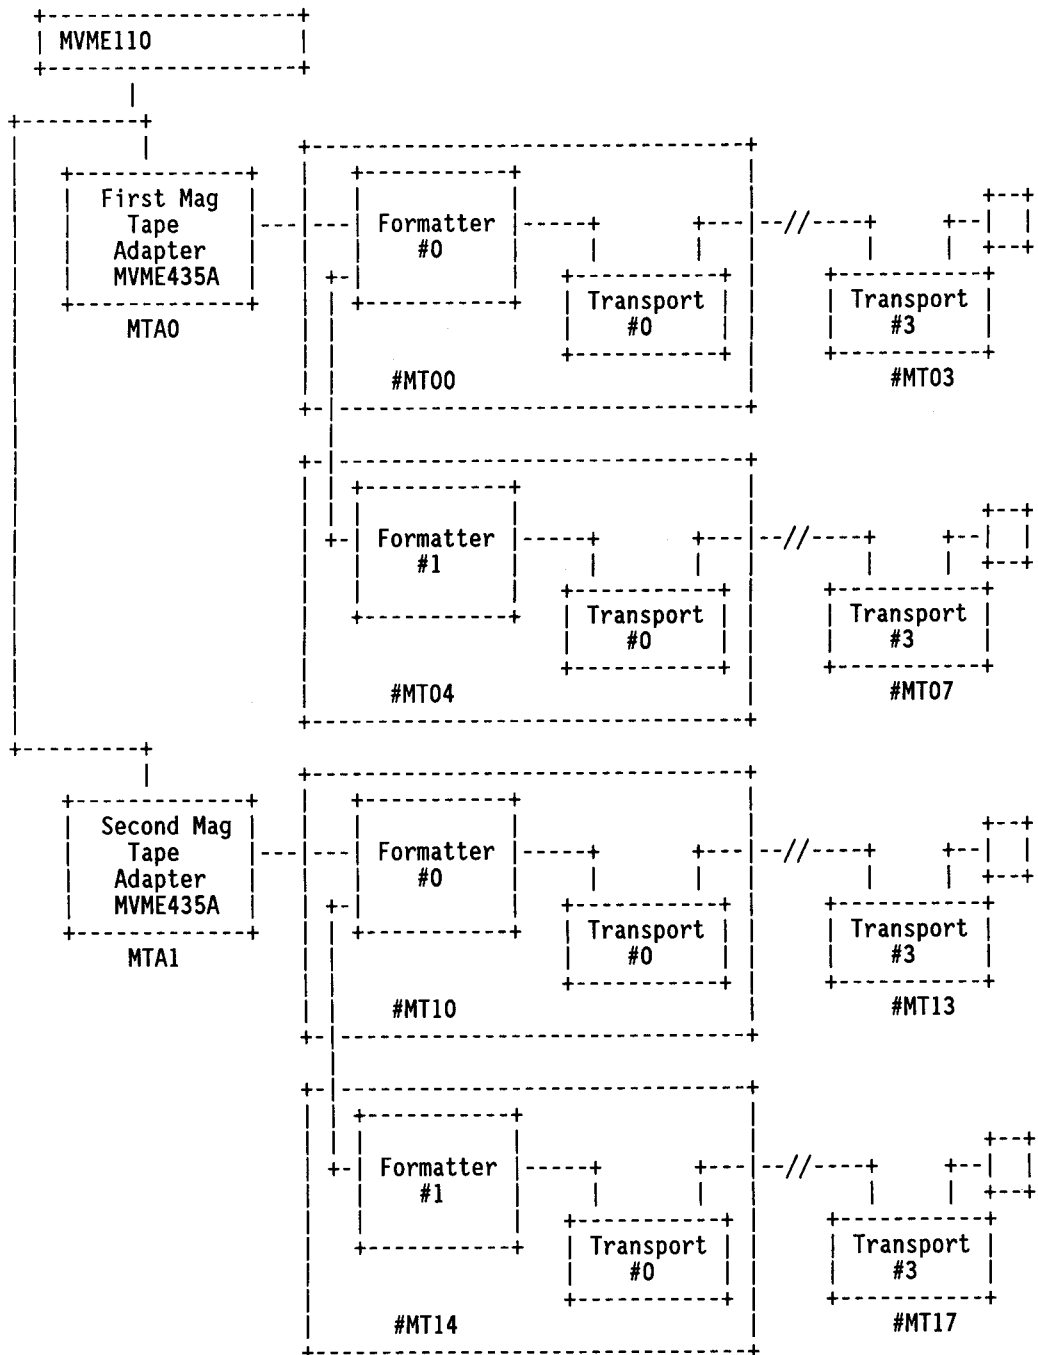 MVME110
First Mag
Tape
Adapter
MVME435A
MTA0
Formatter
#0
Transport
#0
#MT00
Transport
#3
#MT03
Formatter
#1
Transport
#0
#MT04
Transport
#3
#MT07
Second Mag
Tape
Adapter
MVME435A
MTA1
Formatter
#0
Transport
#0
#MT10
Transport
#3
#MT13
Formatter
#1
Transport
#0
#MT14
Transport
#3
#MT17